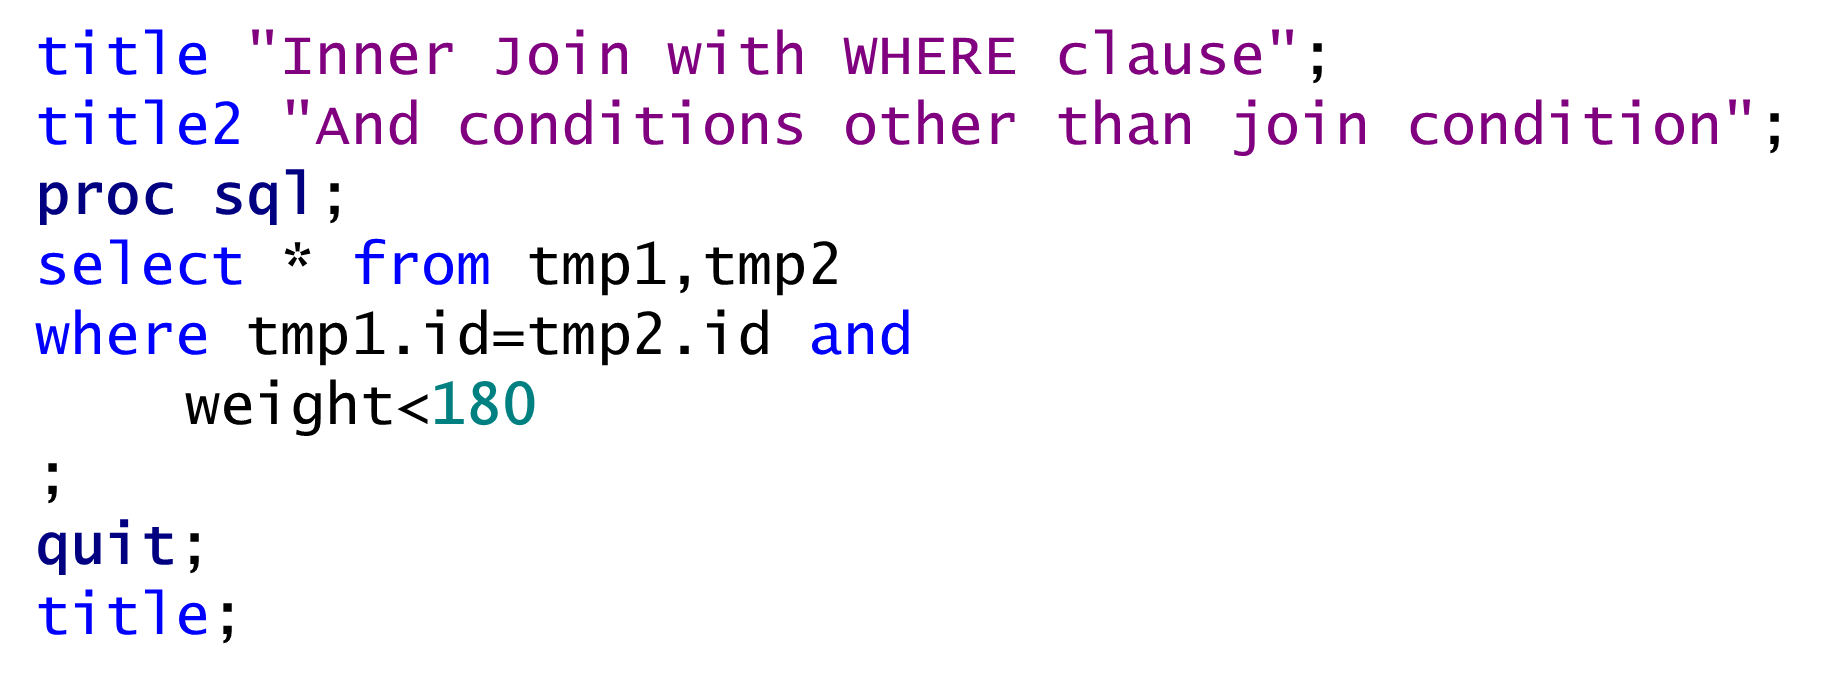 title "Inner Join with WHERE clause";
title2 "And conditions other than join condition";
proc sql;
select * from tmp1,tmp2
where tmp1.id=tmp2.id and
    weight<180
;
quit;
title;